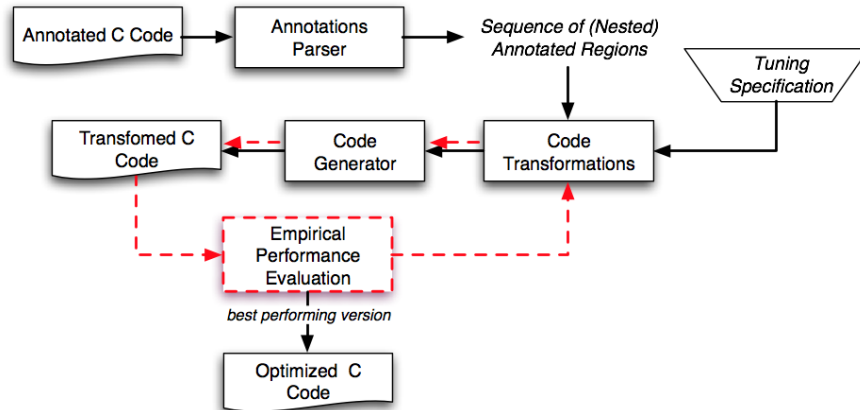 Annotated C Code
Annotations
Parser
Sequence of (Nested)
Annotated Regions
Tuning
Specification
Transfomed C
Code
Code
Generator
Code
Transformations
Empirical
Performance
Evaluation
best performing version
Optimized C
Code